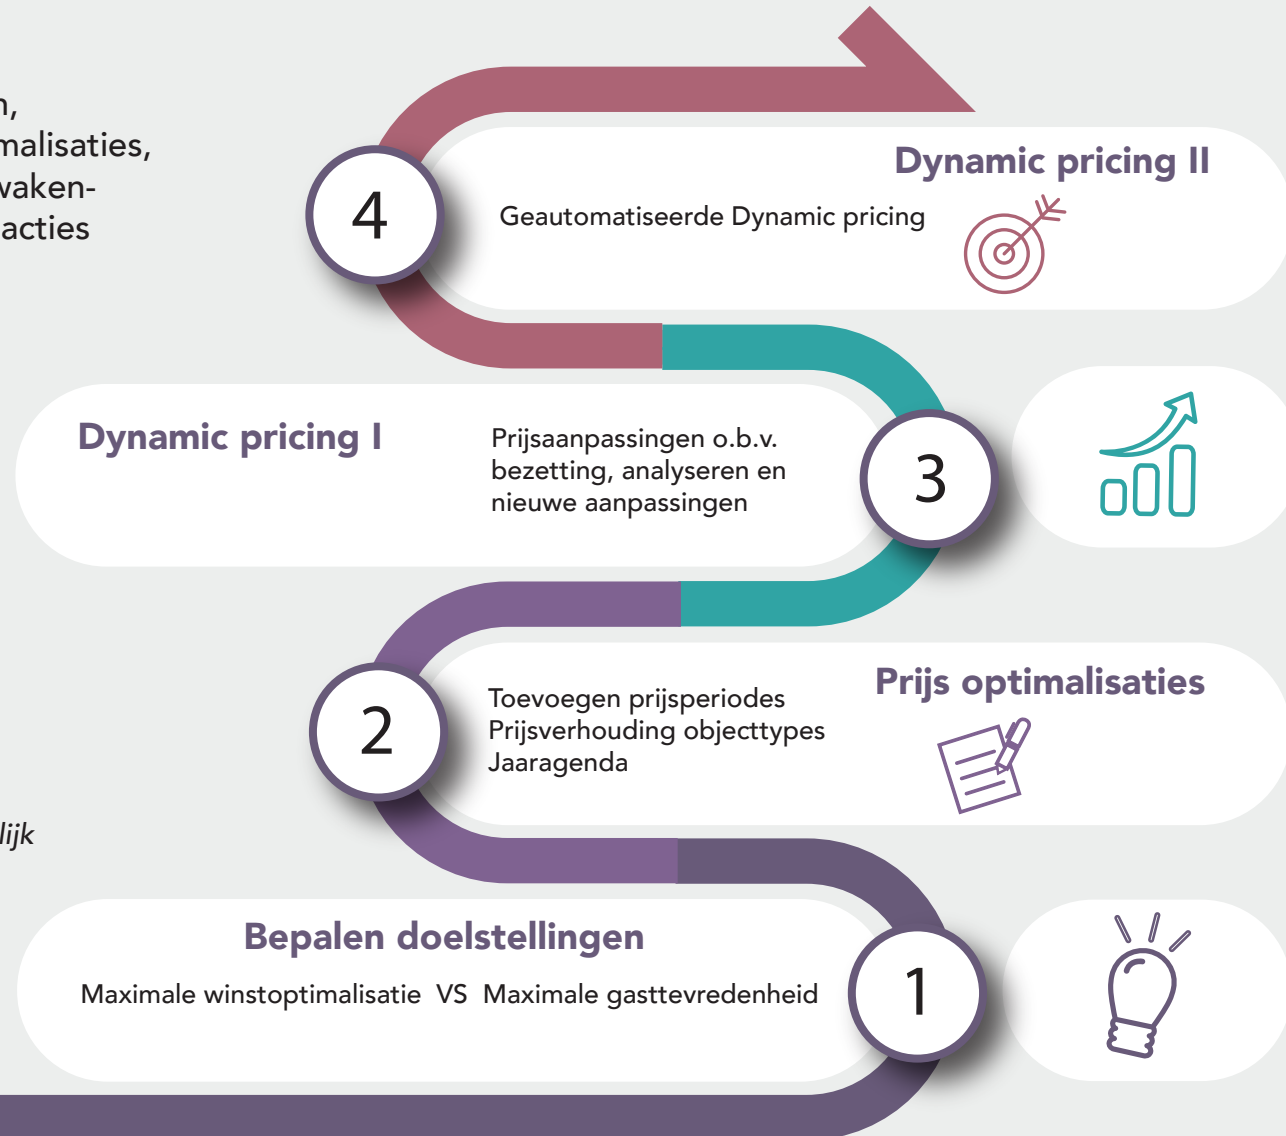 n,
malisaties,
waken-
acties
4
Dynamic pricing II
Geautomatiseerde Dynamic pricing
Dynamic pricing I
Prijsaanpassingen o.b.v.
bezetting, analyseren en
nieuwe aanpassingen
3
2
Toevoegen prijsperiodes
Prijsverhouding objecttypes
Jaaragenda
Prijs optimalisaties
lijk
Bepalen doelstellingen
Maximale winstoptimalisatie VS Maximale gasttevredenheid
1